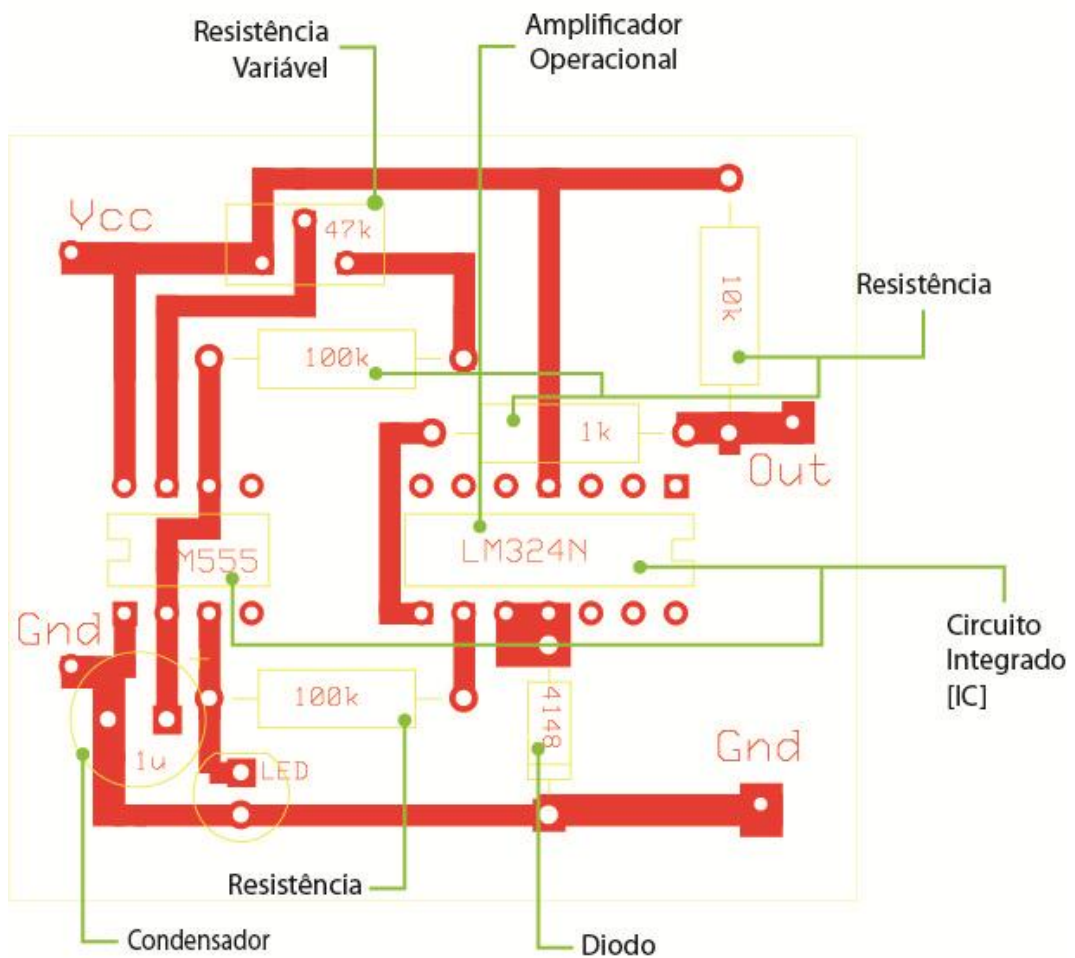 Resistência
Variável
Amplificador
Operacional
Vcc
47k
10k
Resistência
100k
1k
Out
M555
LM324N
Gnd
Circuito
Integrado
[IC]
100k
4148
1u
LED
Gnd
Resistência
Condensador
Diodo